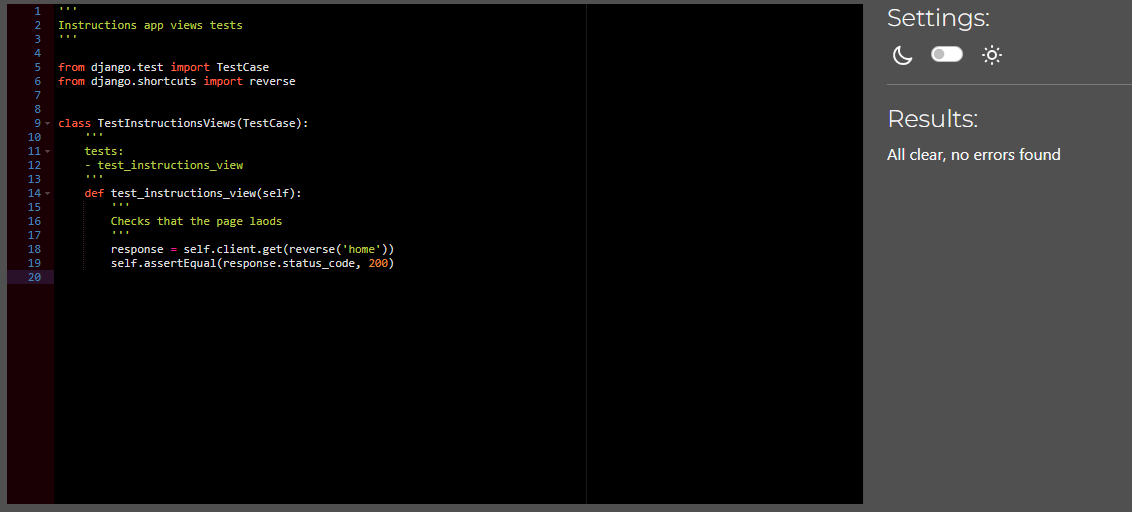 1 '''
2 Instructions app views tests
3 '''
4
5 from django.test import TestCase
6 from django.shortcuts import reverse
7
8
9 class TestInstructionsViews(TestCase):
10     '''
11     tests:
12     - test_instructions_view
13     '''
14     def test_instructions_view(self):
15         '''
16         Checks that the page laods
17         '''
18         response = self.client.get(reverse('home'))
19         self.assertEqual(response.status_code, 200)
20
Settings:
Results:
All clear, no errors found